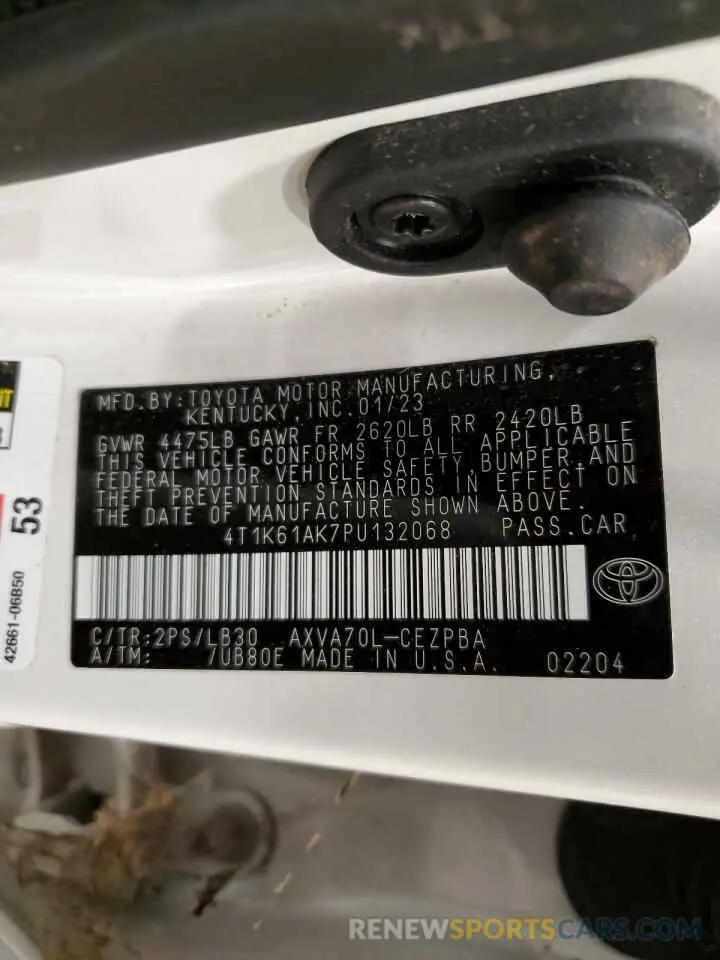 MFD. BY: TOYOTA MOTOR MANUFACTURING,
KENTUCKY, INC. 01/23
GVWR 4475LB GAWR FR 2620LB RR 2420LB
THIS VEHICLE CONFORMS TO ALL APPLICABLE
FEDERAL MOTOR VEHICLE SAFETY, BUMPER, AND
THEFT PREVENTION STANDARDS IN EFFECT ON
THE DATE OF MANUFACTURE SHOWN ABOVE.
4T1K61AK7PU132068 PASS.CAR
C/TR:2PS/LB30 AXVA70L-CEZPBA
A/TM: 7UB80E MADE IN U.S.A. 02204
53
42661-06B50
RENEWSPORTSCARS.COM